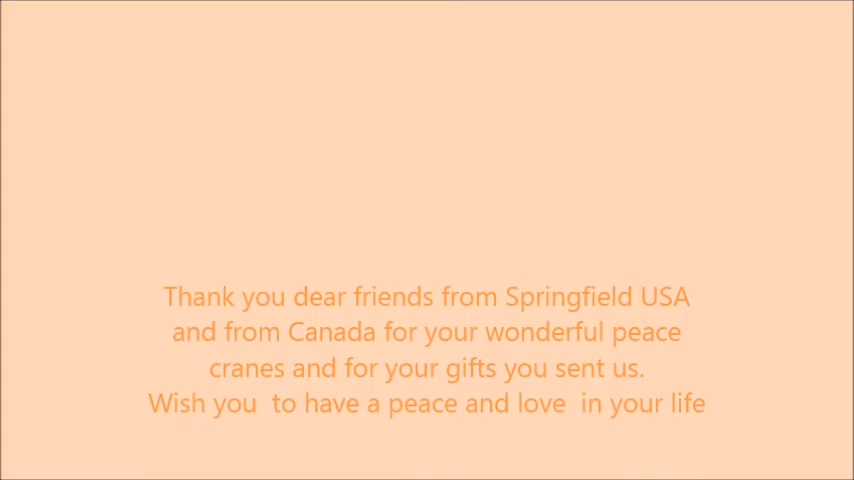 Thank you dear friends from Springfield USA
and from Canada for your wonderful peace
cranes and for your gifts you sent us.
Wish you  to have a peace and love  in your life